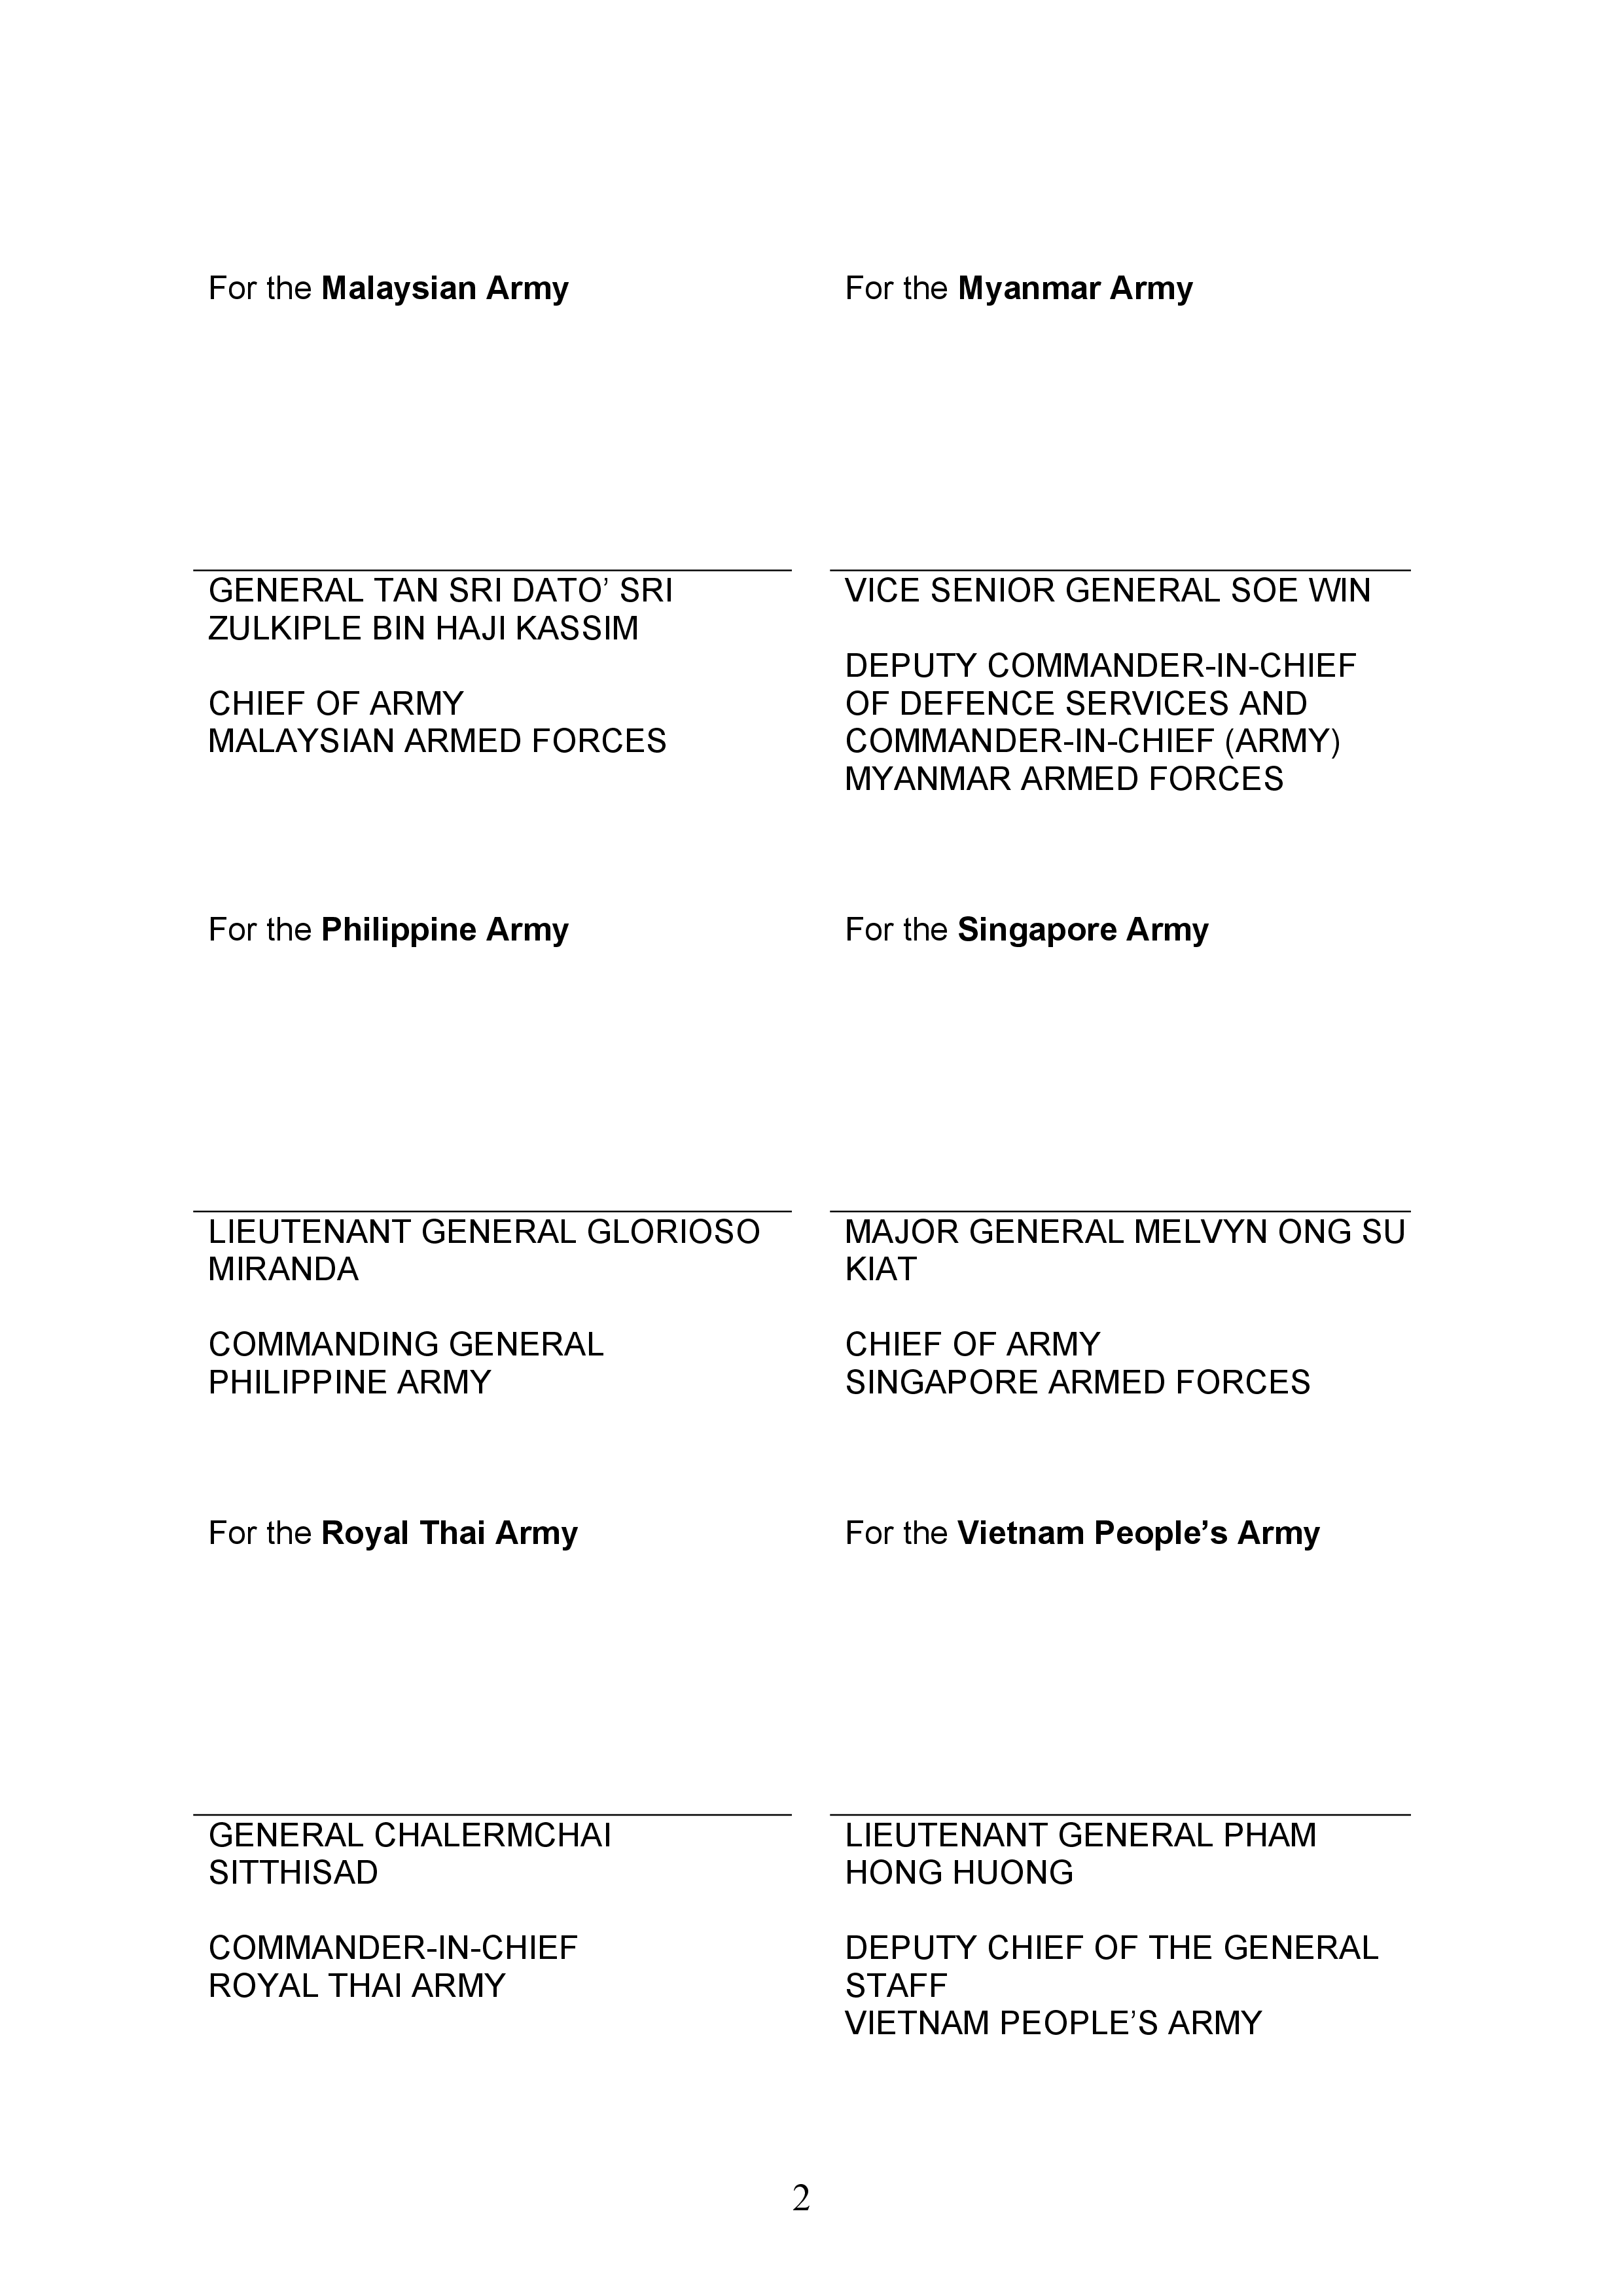 For the Malaysian Army
For the Myanmar Army
GENERAL TAN SRI DATO’ SRI
ZULKIPLE BIN HAJI KASSIM
CHIEF OF ARMY
MALAYSIAN ARMED FORCES
VICE SENIOR GENERAL SOE WIN
DEPUTY COMMANDER-IN-CHIEF
OF DEFENCE SERVICES AND
COMMANDER-IN-CHIEF (ARMY)
MYANMAR ARMED FORCES
For the Philippine Army
For the Singapore Army
LIEUTENANT GENERAL GLORIOSO
MIRANDA
COMMANDING GENERAL
PHILIPPINE ARMY
MAJOR GENERAL MELVYN ONG SU
KIAT
CHIEF OF ARMY
SINGAPORE ARMED FORCES
For the Royal Thai Army
For the Vietnam People’s Army
GENERAL CHALERMCHAI
SITTHISAD
COMMANDER-IN-CHIEF
ROYAL THAI ARMY
LIEUTENANT GENERAL PHAM
HONG HUONG
DEPUTY CHIEF OF THE GENERAL
STAFF
VIETNAM PEOPLE’S ARMY
2